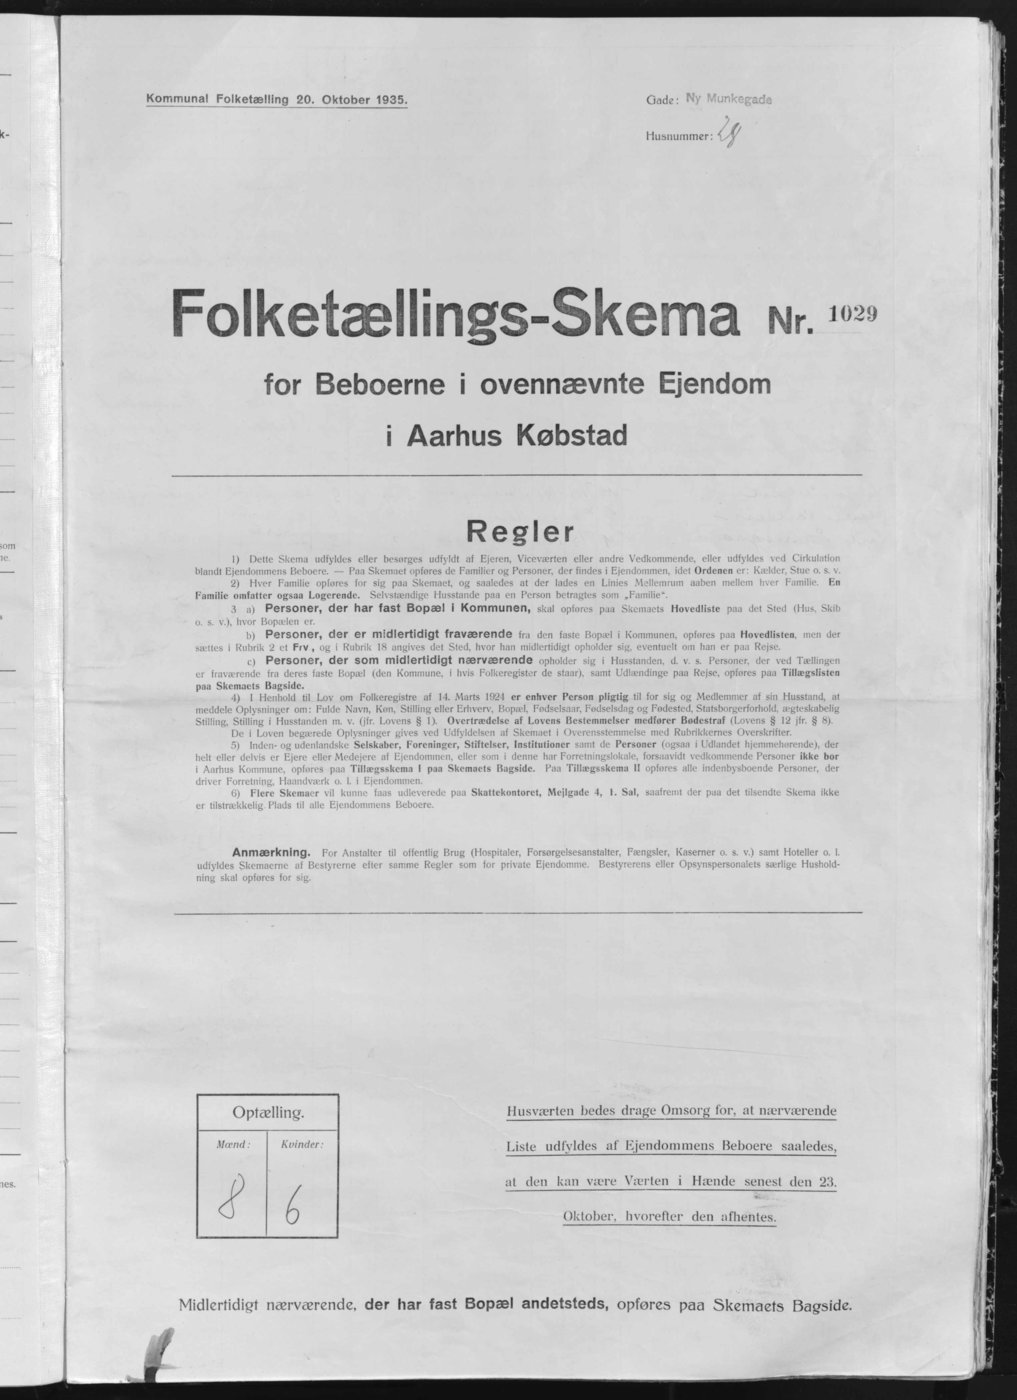 Kommunal Folketælling 20. Oktober 1935.
Gade: Ny Munkegade
Husnummer: 28
Folketællings-Skema Nr. 1029
for Beboerne i ovennævnte Ejendom
i Aarhus Købstad
Regler
1) Dette Skema udfyldes eller besørges udfyldt af Ejeren, Viceværten eller andre Vedkommende, eller udfyldes ved Cirkulation
blandt Ejendommens Beboere. — Paa Skemaet opføres de Familier og Personer, der findes i Ejendommen, idet Ordenen er: Kælder, Stue o. s. v.
2) Hver Familie opføres for sig paa Skemaet, og saaledes at der lades en Linies Mellemrum aaben mellem hver Familie. En
Familie omfatter ogsaa Logerende. Selvstændige Husstande paa en Person betragtes som „Familie“.
3 a) Personer, der har fast Bopæl i Kommunen, skal opføres paa Skemaets Hovedliste paa det Sted (Hus, Skib
o. s. v.), hvor Bopælen er.
b) Personer, der er midlertidigt fraværende fra den faste Bopæl i Kommunen, opføres paa Hovedlisten, men der
sættes i Rubrik 2 et Frv., og i Rubrik 18 angives det Sted, hvor han midlertidigt opholder sig, eventuelt om han er paa Rejse.
c) Personer, der som midlertidigt nærværende opholder sig i Husstanden, d. v. s. Personer, der ved Tællingen
er fraværende fra deres faste Bopæl (den Kommune, i hvis Folkeregister de staar), samt Udlændinge paa Rejse, opføres paa Tillægslisten
paa Skemaets Bagside.
4) I Henhold til Lov om Folkeregistre af 14. Marts 1924 er enhver Person pligtig til for sig og Medlemmer af sin Husstand, at
meddele Oplysninger om: Fulde Navn, Køn, Stilling eller Erhverv, Bopæl, Fødselsaar, Fødselsdag og Fødested, Statsborgerforhold, ægteskabelig
Stilling, Stilling i Husstanden m. v. (jfr. Lovens § 1). Overtrædelse af Lovens Bestemmelser medfører Bødestraf (Lovens § 12 jfr. § 8).
De i Loven begærede Oplysninger gives ved Udfyldelsen af Skemaet i Overensstemmelse med Rubrikkernes Overskrifter.
5) Inden- og udenlandske Selskaber, Foreninger, Stiftelser, Institutioner samt de Personer (ogsaa i Udlandet hjemmehørende), der
helt eller delvis er Ejere eller Medejere af Ejendommen, eller som i denne har Forretningslokale, forsaavidt vedkommende Personer ikke bor
i Aarhus Kommune, opføres paa Tillægsskema I paa Skemaets Bagside. Paa Tillægsskema II opføres alle indenbysboende Personer, der
driver Forretning, Haandværk o. l. i Ejendommen.
6) Flere Skemaer vil kunne faas udleverede paa Skattekontoret, Mejlgade 4, 1. Sal, saafremt der paa det tilsendte Skema ikke
er tilstrækkelig Plads til alle Ejendommens Beboere.
Anmærkning. For Anstalter til offentlig Brug (Hospitaler, Forsørgelsesanstalter, Fængsler, Kaserner o. s. v.) samt Hoteller o. l.
udfyldes Skemaerne af Bestyrerne efter samme Regler som for private Ejendomme. Bestyrerens eller Opsynspersonalets særlige Hushold-
ning skal opføres for sig.
Optælling.
Mænd: Kvinder:
8 6
Husværten bedes drage Omsorg for, at nærværende
Liste udfyldes af Ejendommens Beboere saaledes,
at den kan være Værten i Hænde senest den 23.
Oktober, hvorefter den afhentes.
Midlertidigt nærværende, der har fast Bopæl andetsteds, opføres paa Skemaets Bagside.